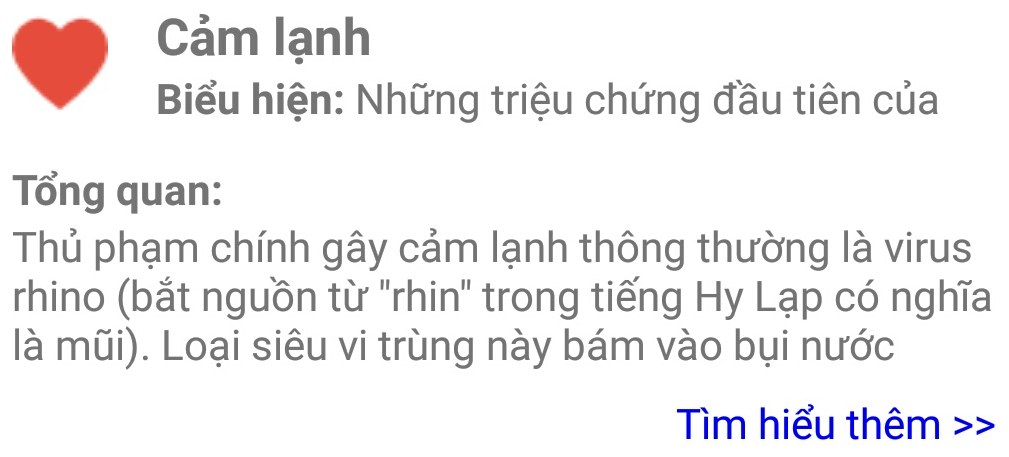 Cảm lạnh
Biểu hiện: Những triệu chứng đầu tiên của
Tổng quan:
Thủ phạm chính gây cảm lạnh thông thường là virus
rhino (bắt nguồn từ "rhin" trong tiếng Hy Lạp có nghĩa
là mũi). Loại siêu vi trùng này bám vào bụi nước
Tìm hiểu thêm >>